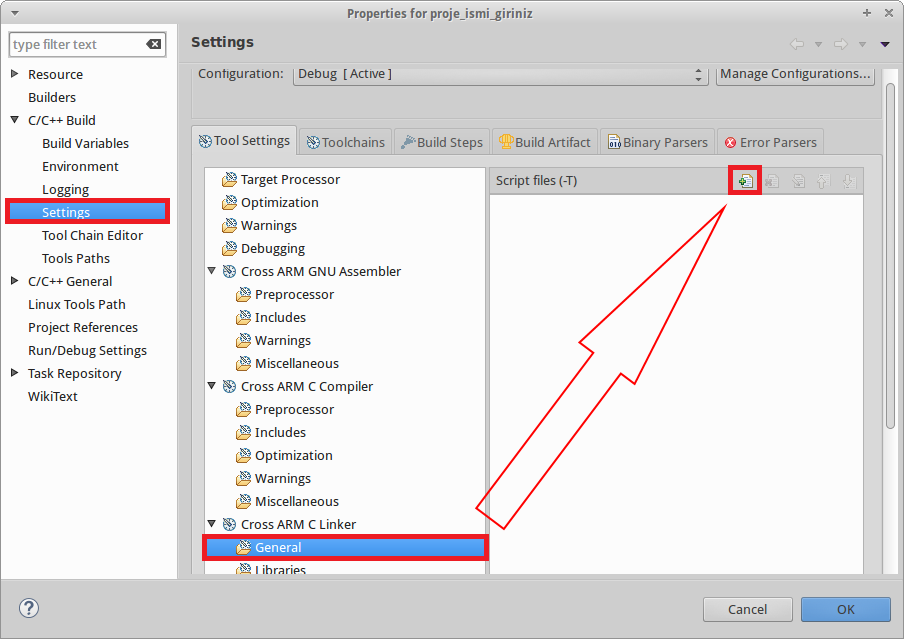 Properties for proje_ismi_giriniz
type filter text
Resource
Builders
C/C++ Build
Build Variables
Environment
Logging
Settings
Tool Chain Editor
Tools Paths
C/C++ General
Linux Tools Path
Project References
Run/Debug Settings
Task Repository
WikiText
Settings
Configuration: Debug [ Active ] Manage Configurations...
Tool Settings Toolchains Build Steps Build Artifact Binary Parsers Error Parsers
Target Processor
Optimization
Warnings
Debugging
Cross ARM GNU Assembler
Preprocessor
Includes
Warnings
Miscellaneous
Cross ARM C Compiler
Preprocessor
Includes
Optimization
Warnings
Miscellaneous
Cross ARM C Linker
General
Libraries
Script files (-T)
Cancel OK